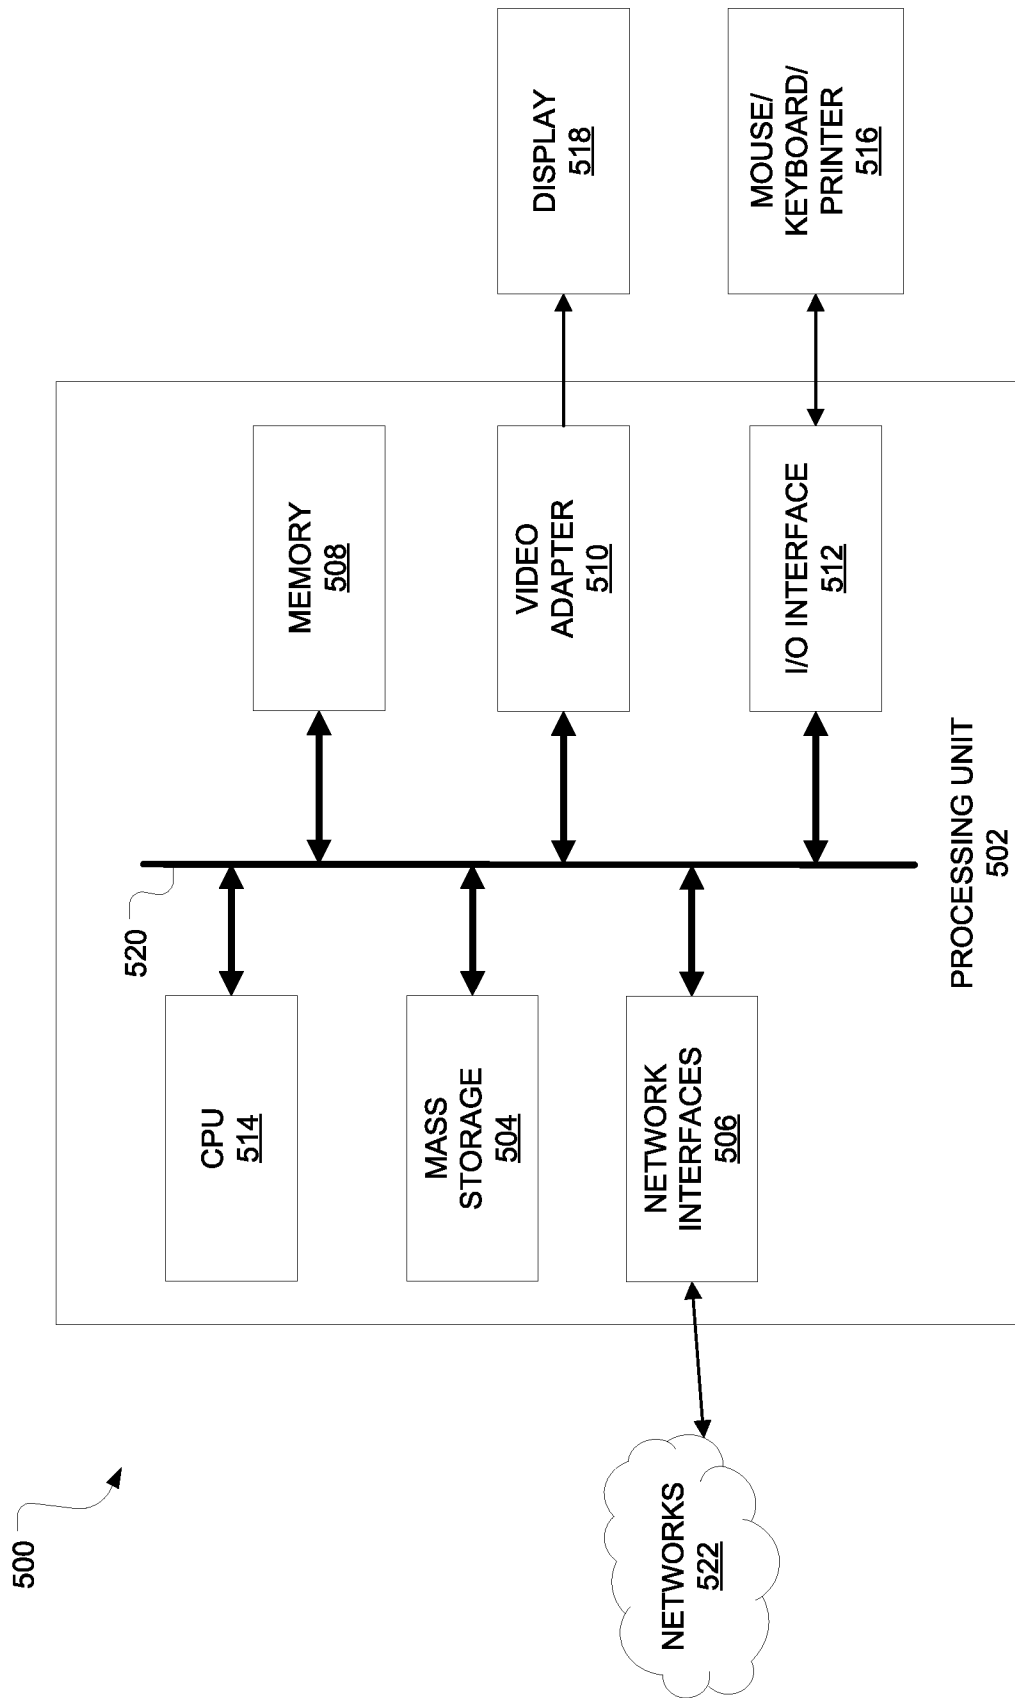 500
520
CPU
514
MEMORY
508
DISPLAY
518
MASS
STORAGE
504
VIDEO
ADAPTER
510
MOUSE/
KEYBOARD/
PRINTER
516
NETWORK
INTERFACES
506
I/O INTERFACE
512
NETWORKS
522
PROCESSING UNIT
502